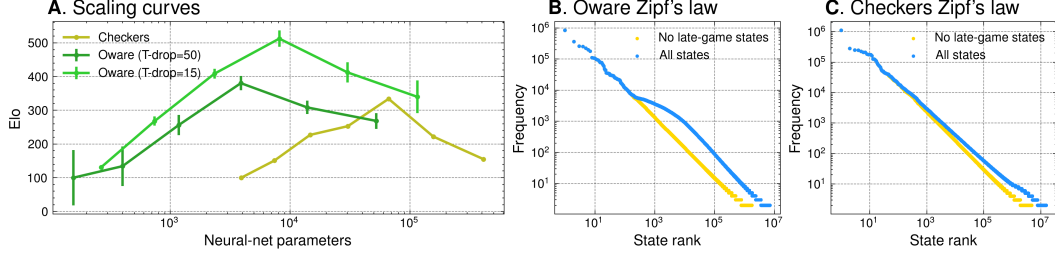 A. Scaling curves
Elo
500
400
300
200
100
0
Checkers
Oware (T-drop=50)
Oware (T-drop=15)
10³
10⁴
10⁵
Neural-net parameters
B. Oware Zipf's law
Frequency
10⁶
10⁵
10⁴
10³
10²
10¹
No late-game states
All states
10¹
10³
10⁵
10⁷
State rank
C. Checkers Zipf's law
Frequency
10⁶
10⁵
10⁴
10³
10²
10¹
No late-game states
All states
10¹
10³
10⁵
10⁷
State rank